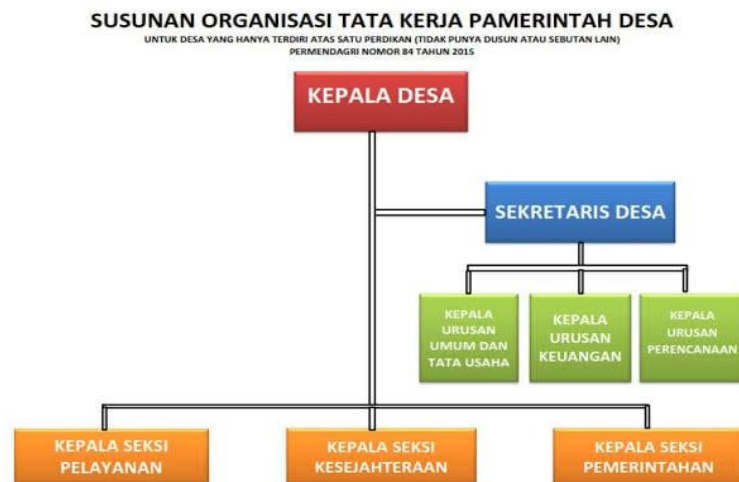 SUSUNAN ORGANISASI TATA KERJA PAMERINTAH DESA
UNTUK DESA YANG HANYA TERDIRI ATAS SATU PERDIKAN (TIDAK PUNYA DUSUN ATAU SEBUTAN LAIN)
PERMENDAGRI NOMOR 84 TAHUN 2015
KEPALA DESA
SEKRETARIS DESA
KEPALA
URUSAN
UMUM DAN
TATA USAHA
KEPALA
URUSAN
KEUANGAN
KEPALA
URUSAN
PERENCANAAN
KEPALA SEKSI
PELAYANAN
KEPALA SEKSI
KESEJAHTERAAN
KEPALA SEKSI
PEMERINTAHAN